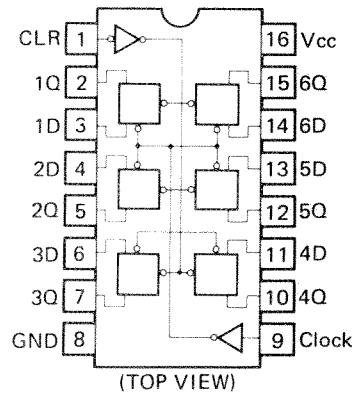 CLR 1 16 Vcc
1Q 2 15 6Q
1D 3 14 6D
2D 4 13 5D
2Q 5 12 5Q
3D 6 11 4D
3Q 7 10 4Q
GND 8 9 Clock
(TOP VIEW)